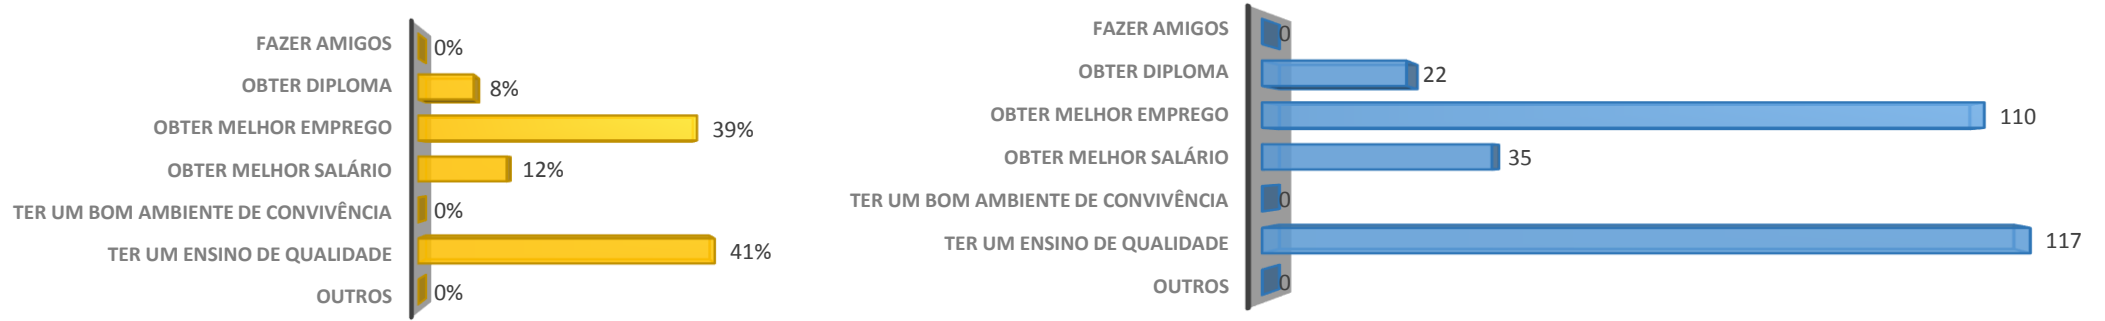 FAZER AMIGOS 0%
OBTER DIPLOMA 8%
OBTER MELHOR EMPREGO 39%
OBTER MELHOR SALÁRIO 12%
TER UM BOM AMBIENTE DE CONVIVÊNCIA 0%
TER UM ENSINO DE QUALIDADE 41%
OUTROS 0%
FAZER AMIGOS 0
OBTER DIPLOMA 22
OBTER MELHOR EMPREGO 110
OBTER MELHOR SALÁRIO 35
TER UM BOM AMBIENTE DE CONVIVÊNCIA 0
TER UM ENSINO DE QUALIDADE 117
OUTROS 0